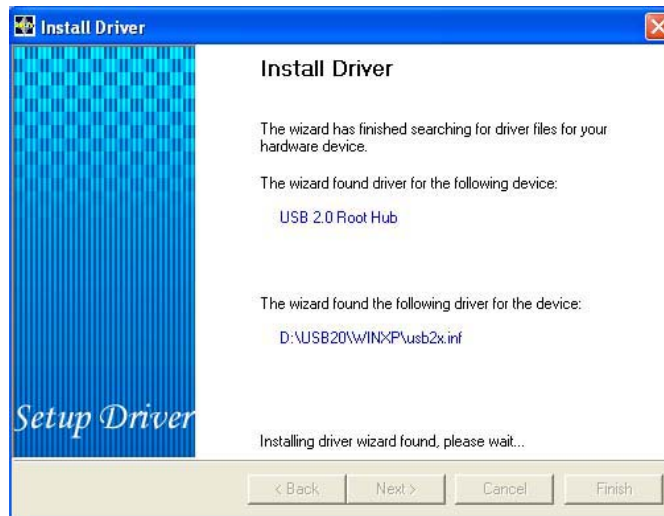 Install Driver
Install Driver
The wizard has finished searching for driver files for your
hardware device.
The wizard found driver for the following device:
USB 2.0 Root Hub
The wizard found the following driver for the device:
D:\USB20\WINXP\usb2x.inf
Setup Driver
Installing driver wizard found, please wait...
< Back
Next >
Cancel
Finish